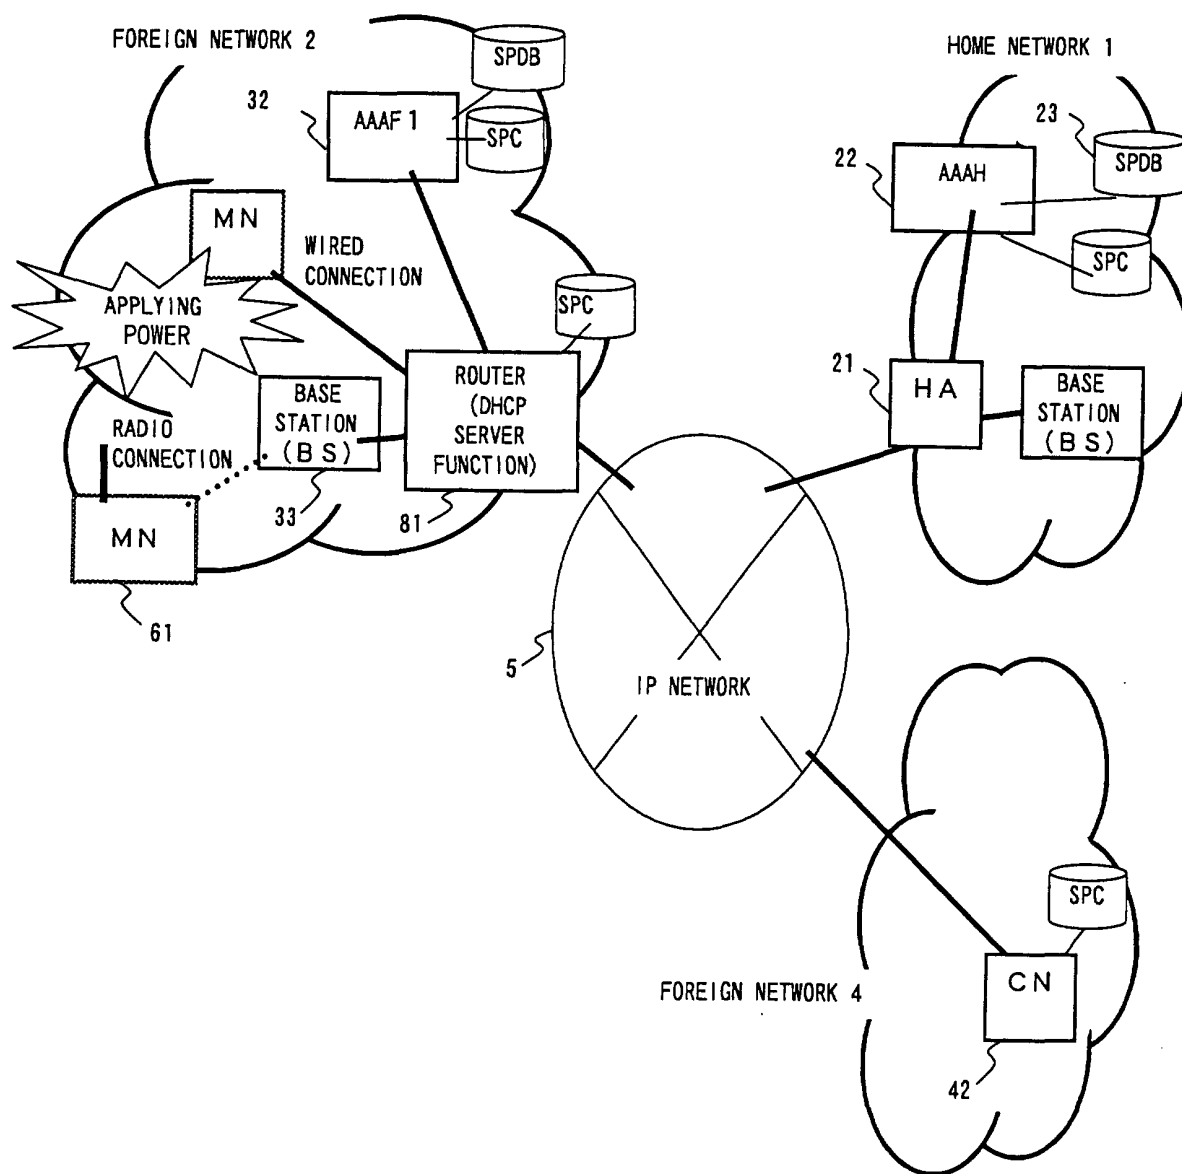 FOREIGN NETWORK 2
SPDB
32
AAAF 1
SPC
MN
WIRED
CONNECTION
APPLYING
POWER
SPC
ROUTER
(DHCP
SERVER
FUNCTION)
BASE
STATION
(BS)
RADIO
CONNECTION
33
81
MN
61
HOME NETWORK 1
23
22
AAAH
SPDB
SPC
21
HA
BASE
STATION
(BS)
5
IP NETWORK
SPC
FOREIGN NETWORK 4
CN
42